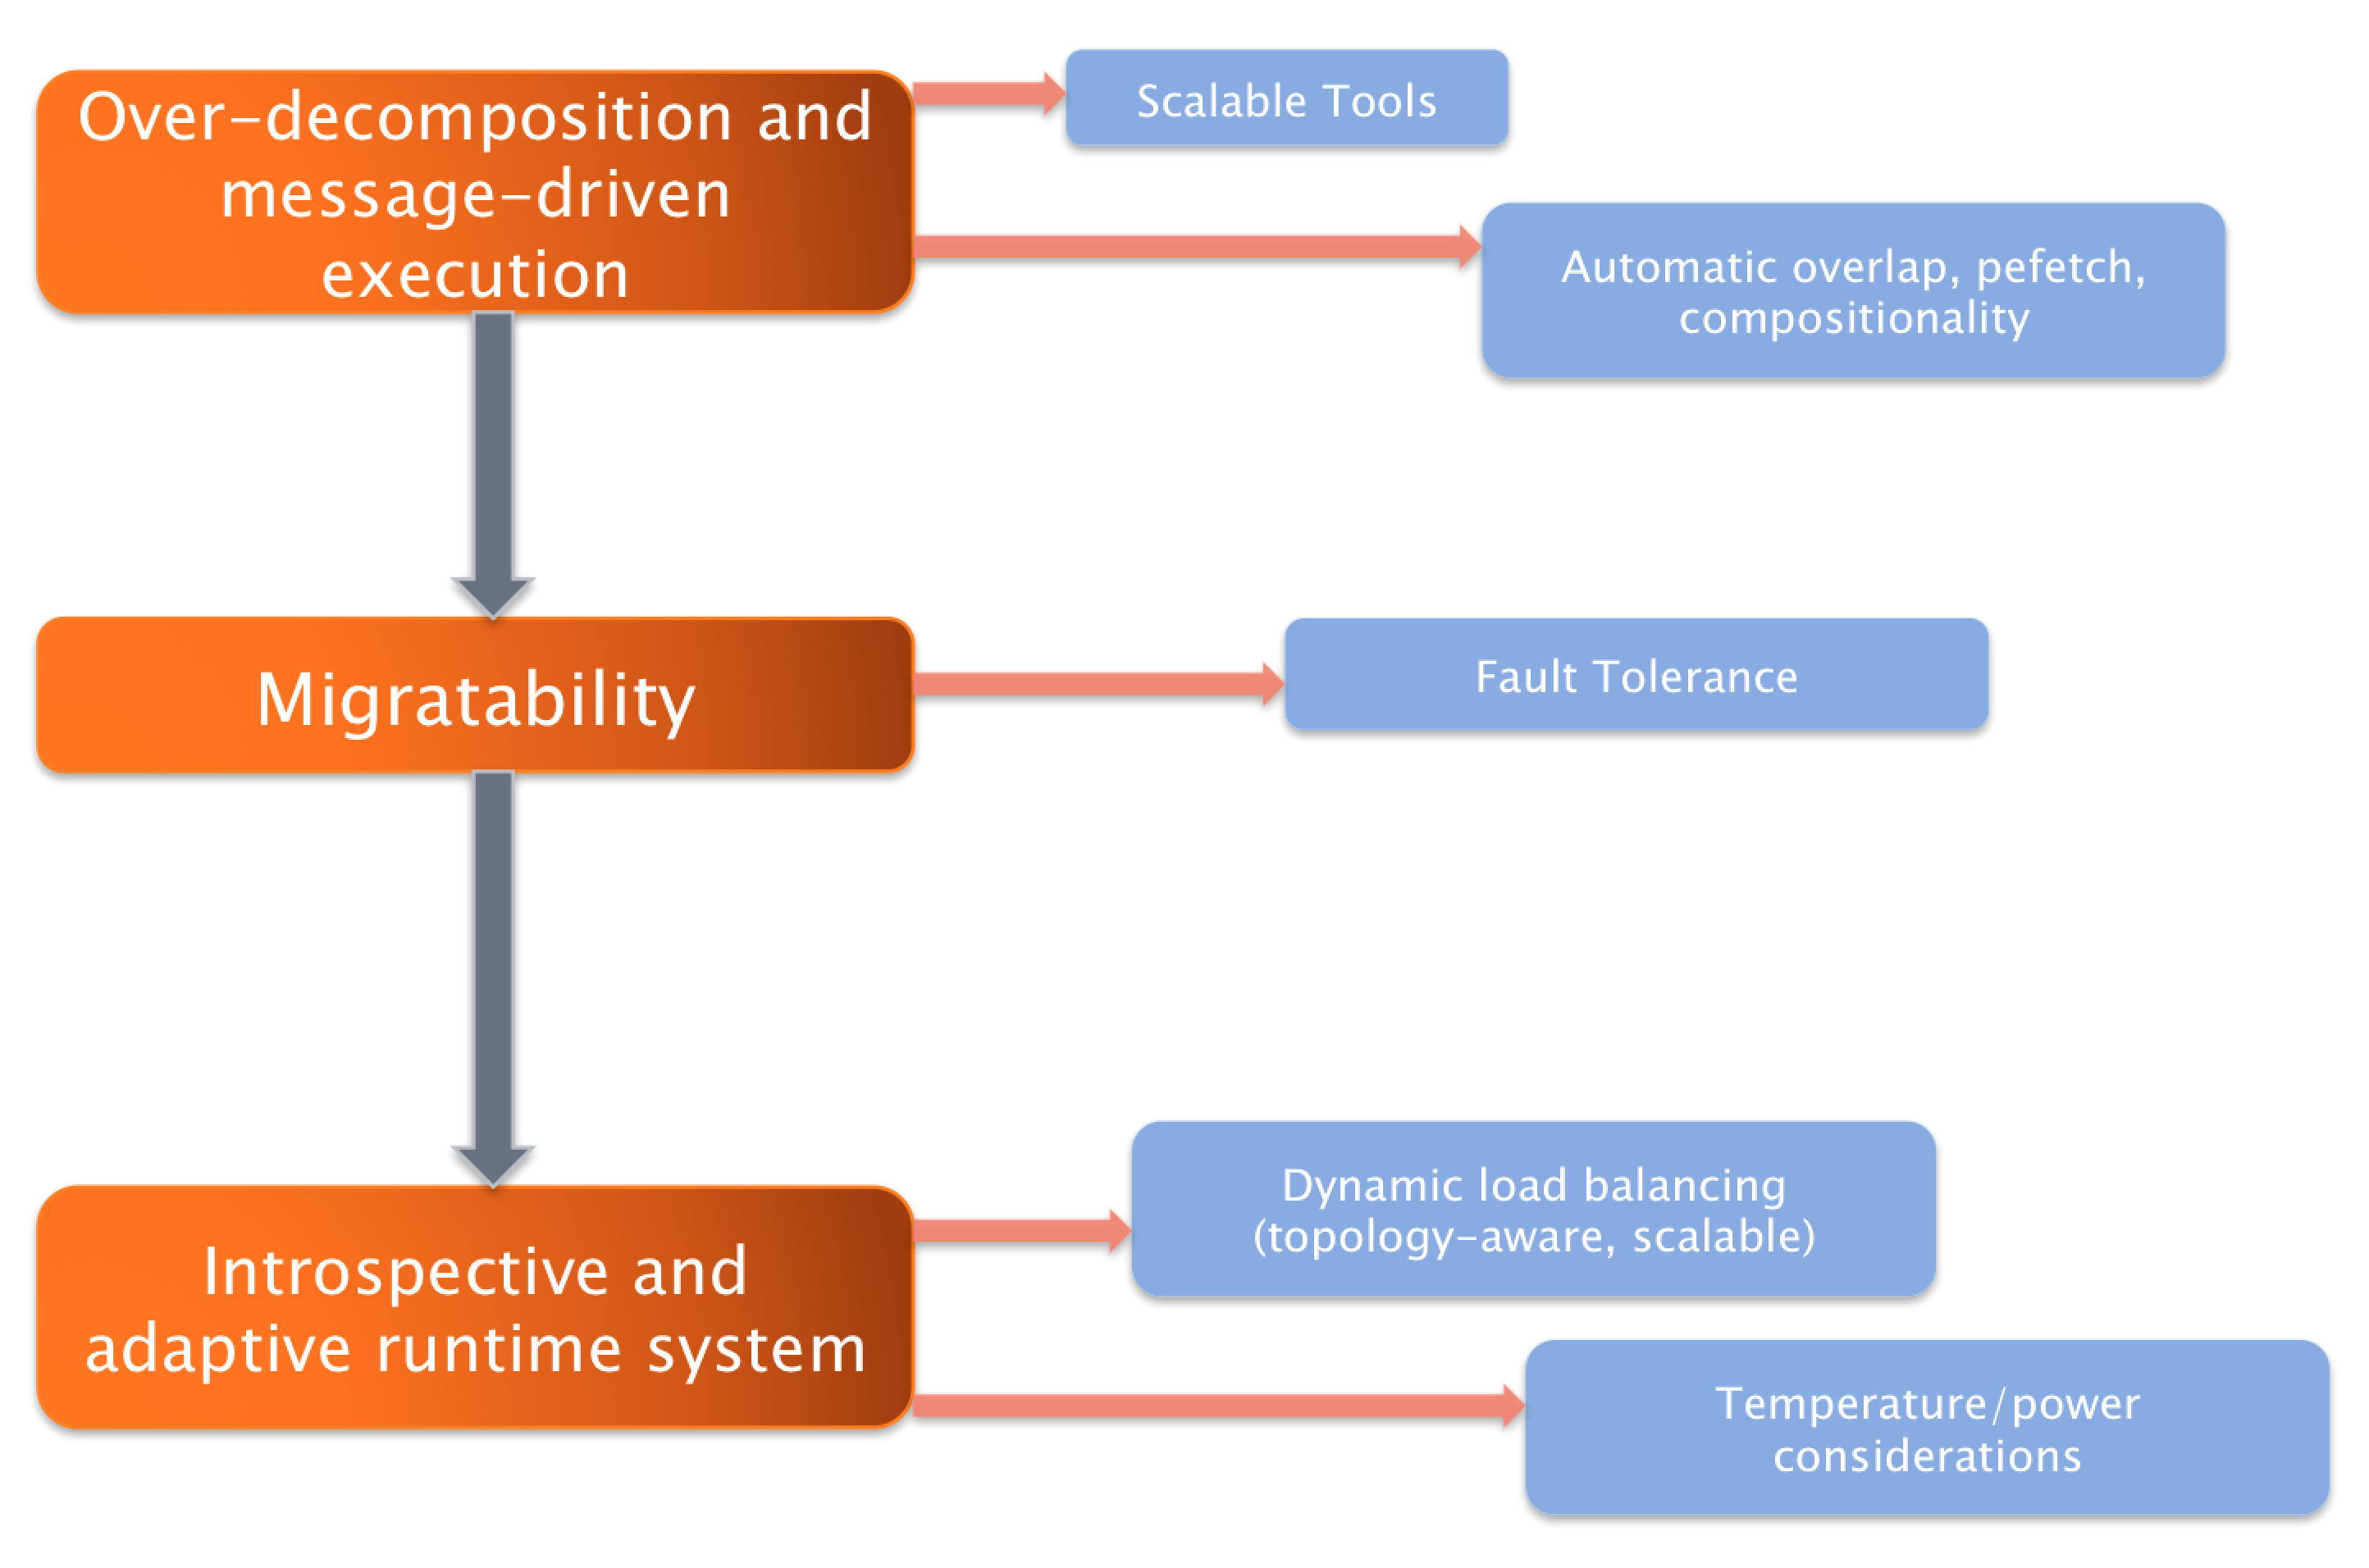 Over-decomposition and
message-driven
execution
Scalable Tools
Automatic overlap, pefetch,
compositionality
Migratability
Fault Tolerance
Introspective and
adaptive runtime system
Dynamic load balancing
(topology-aware, scalable)
Temperature/power
considerations